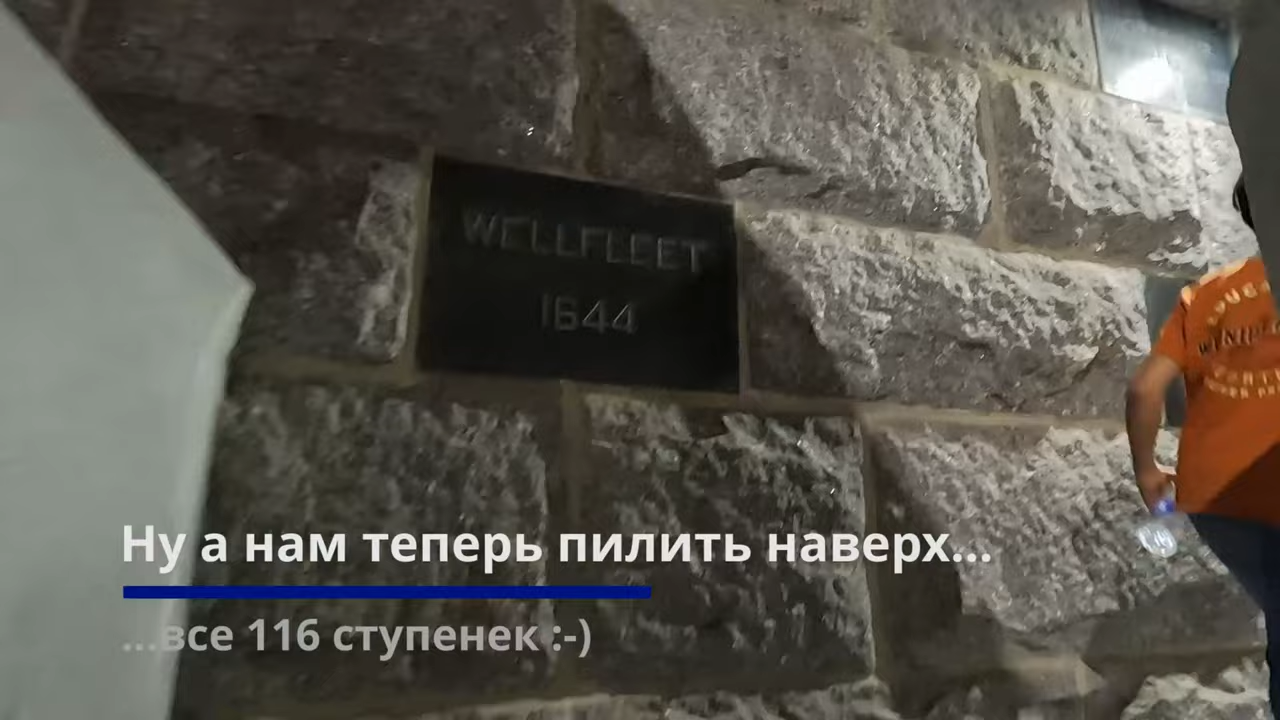 WELLFLEET
1644
Ну а нам теперь пилить наверх...
...все 116 ступенек :-)